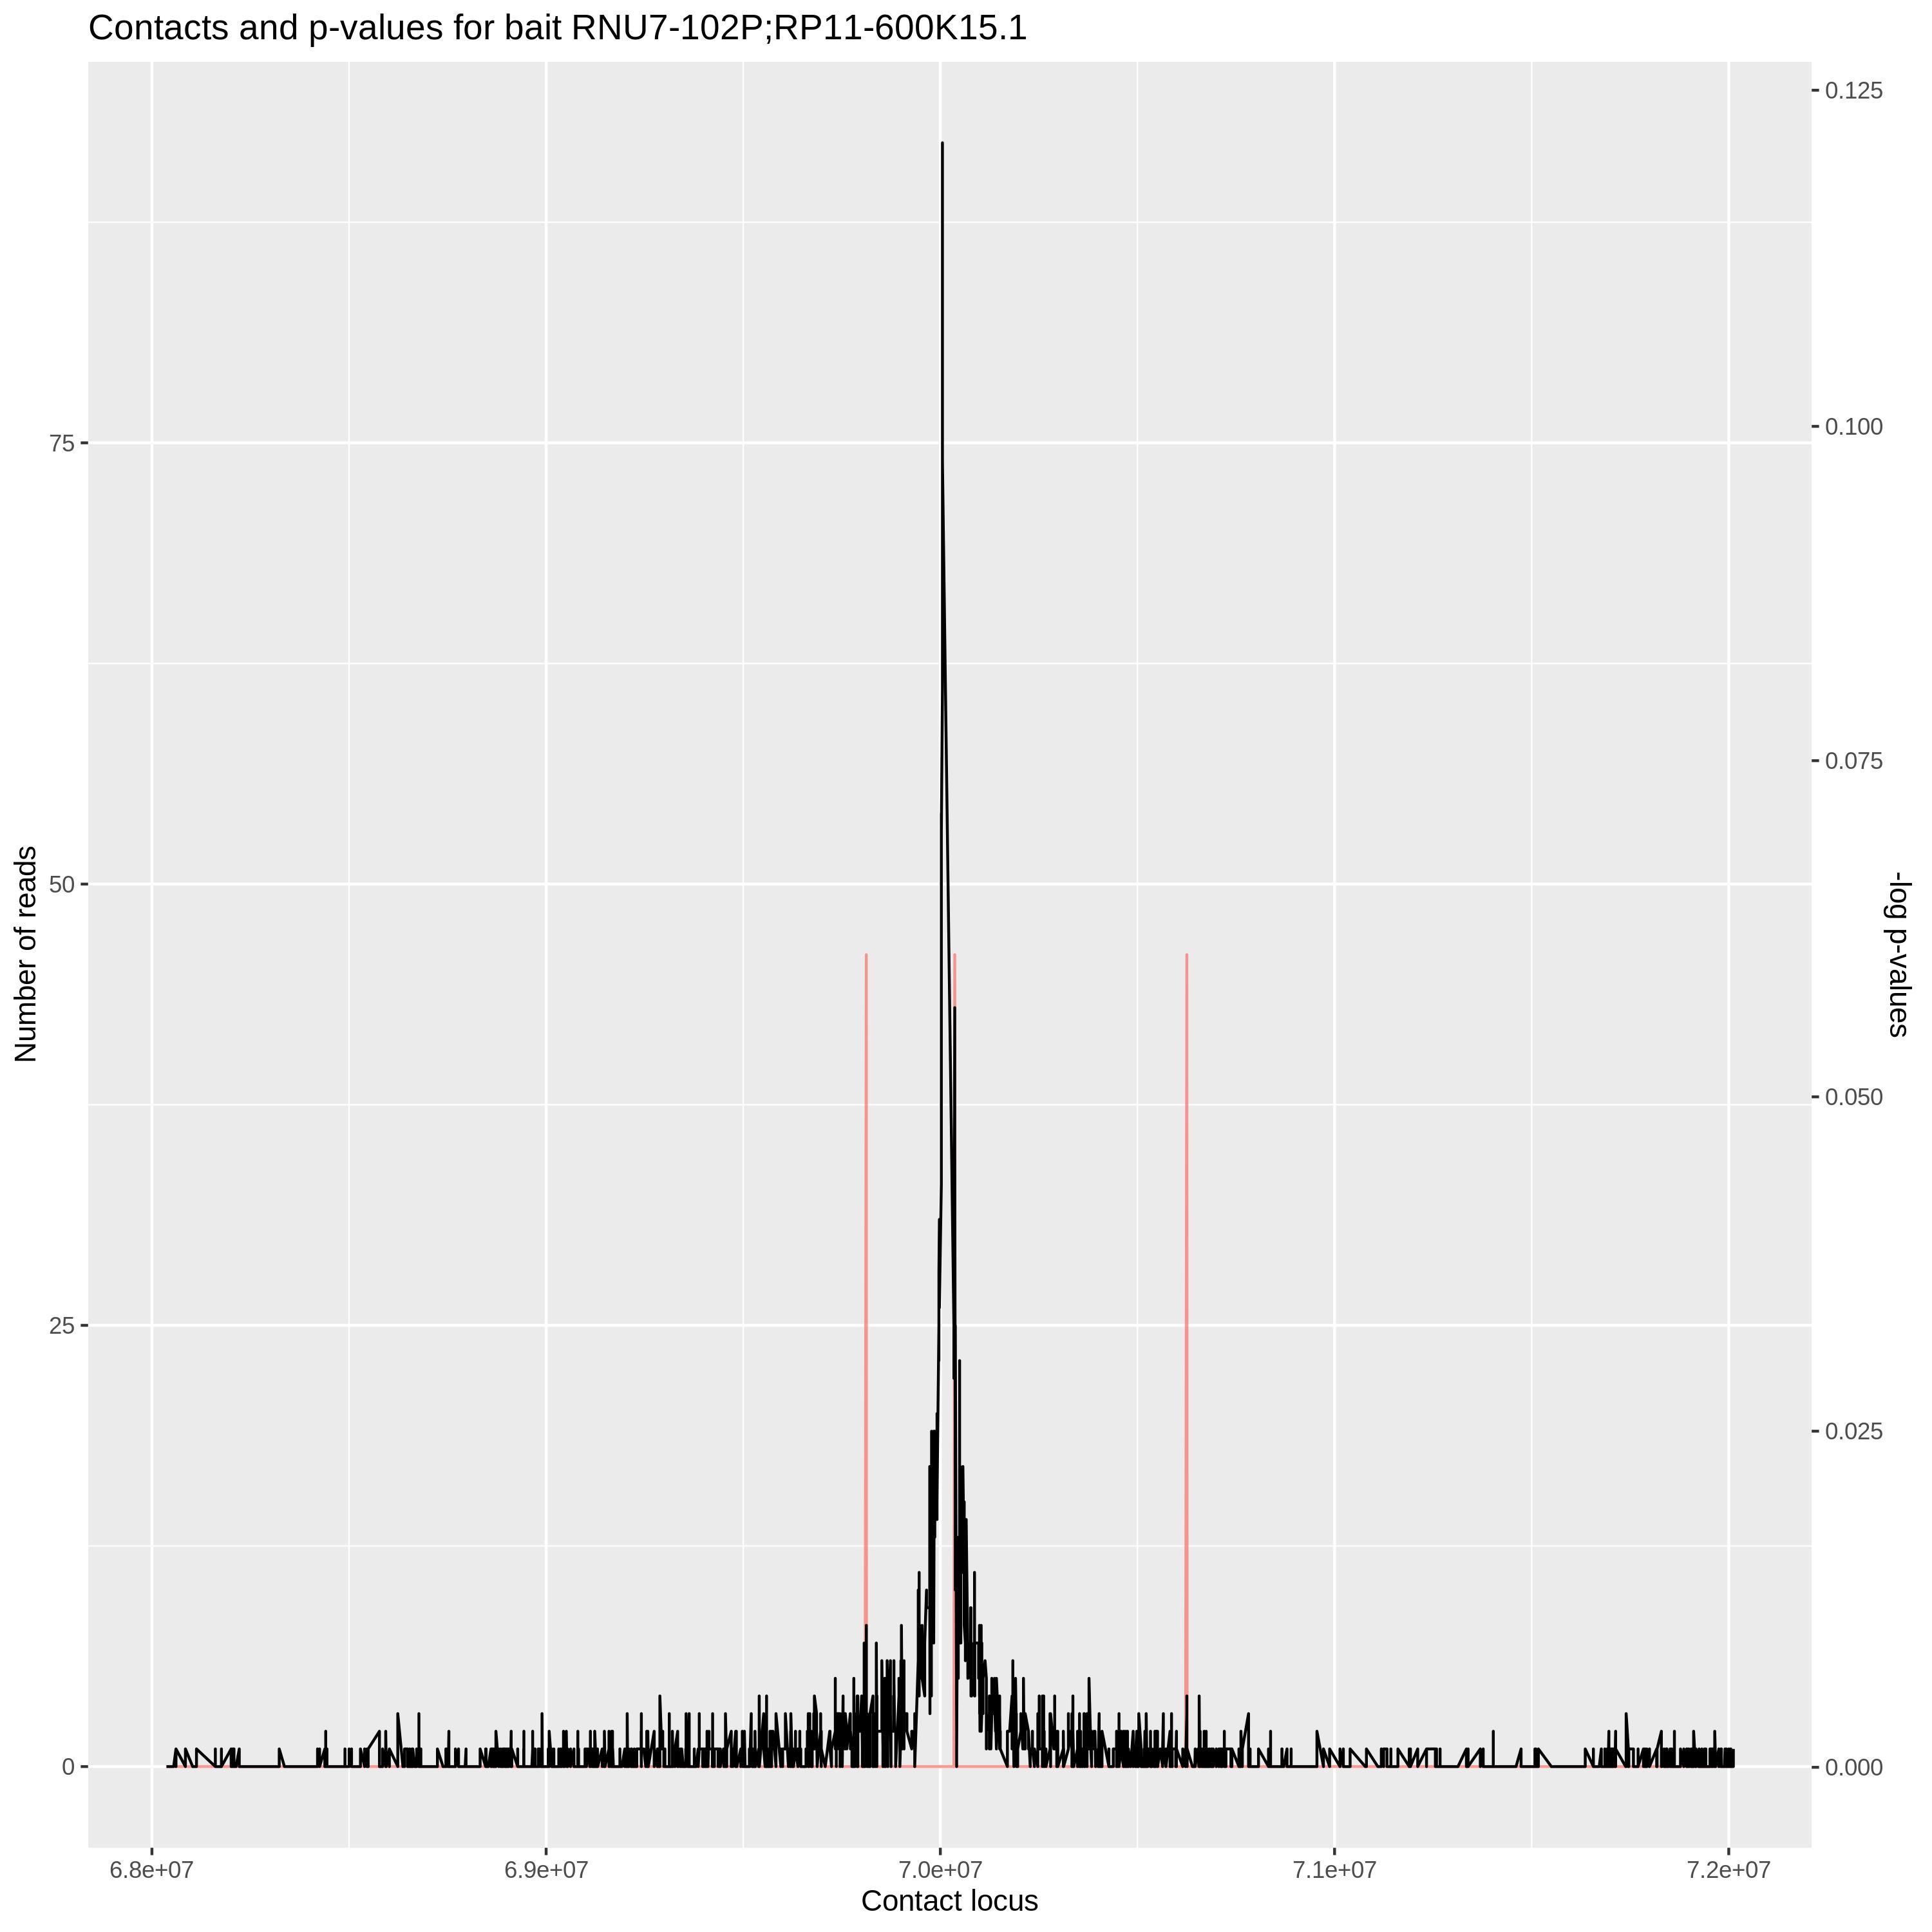 Contacts and p-values for bait RNU7-102P;RP11-600K15.1
0.125
0.100
75
0.075
50
Number of reads
-log p-values
0.050
25
0.025
0
0.000
6.8e+07 6.9e+07 7.0e+07 7.1e+07 7.2e+07
Contact locus